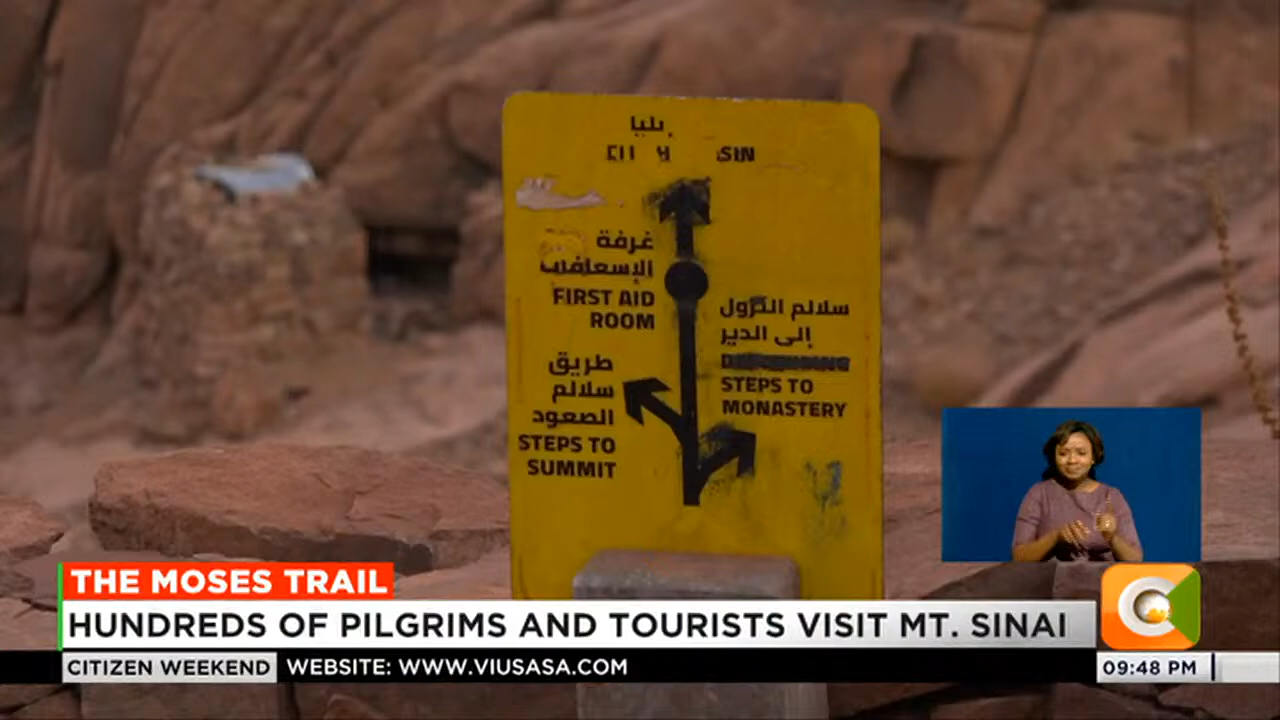 غرفة
الإسعافات
FIRST AID
ROOM
سلالم النزول
إلى الدير
STEPS TO
MONASTERY
طريق
سلالم
الصعود
STEPS TO
SUMMIT
THE MOSES TRAIL
HUNDREDS OF PILGRIMS AND TOURISTS VISIT MT. SINAI
CITIZEN WEEKEND
WEBSITE: WWW.VIUSASA.COM
09:48 PM